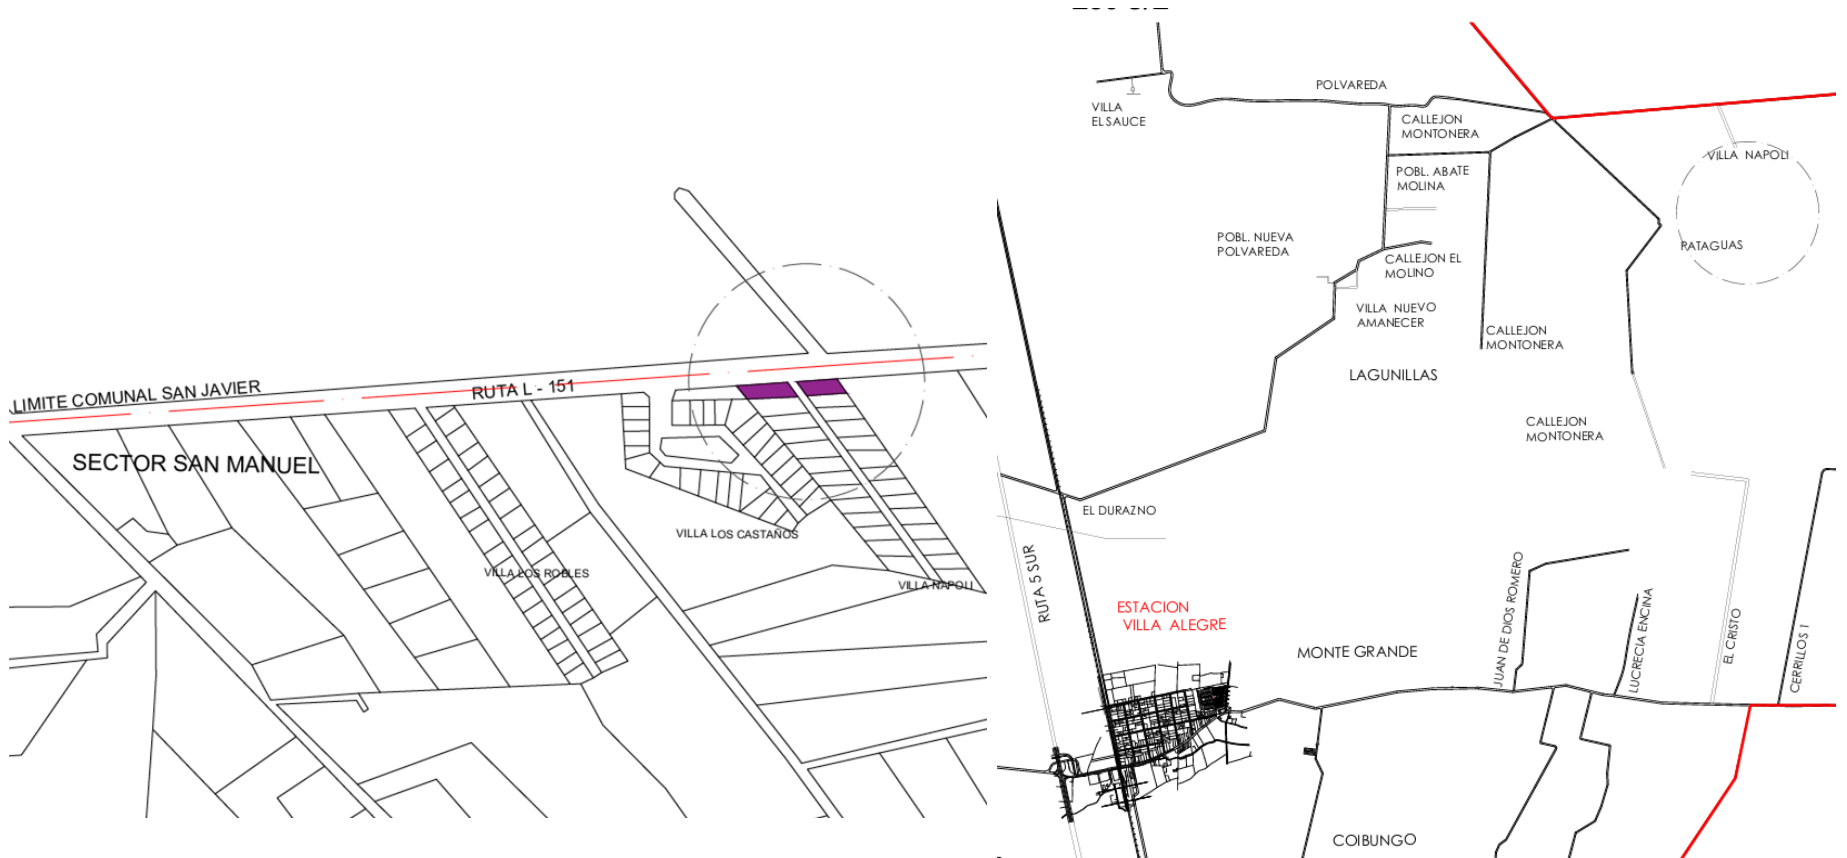 LIMITE COMUNAL SAN JAVIER
RUTA L - 151
SECTOR SAN MANUEL
VILLA LOS CASTAÑOS
VILLA LOS ROBLES
VILLA NAPOLI
POLVAREDA
VILLA
EL SAUCE
CALLEJON
MONTONERA
VILLA NAPOLI
POBL. ABATE
MOLINA
POBL. NUEVA
POLVAREDA
PATAGUAS
CALLEJON EL
MOLINO
VILLA NUEVO
AMANECER
CALLEJON
MONTONERA
LAGUNILLAS
CALLEJON
MONTONERA
EL DURAZNO
RUTA 5 SUR
ESTACION
VILLA ALEGRE
MONTE GRANDE
JUAN DE DIOS ROMERO
LUCRECIA ENCINA
EL CRISTO
CERRILLOS 1
COIBUNGO